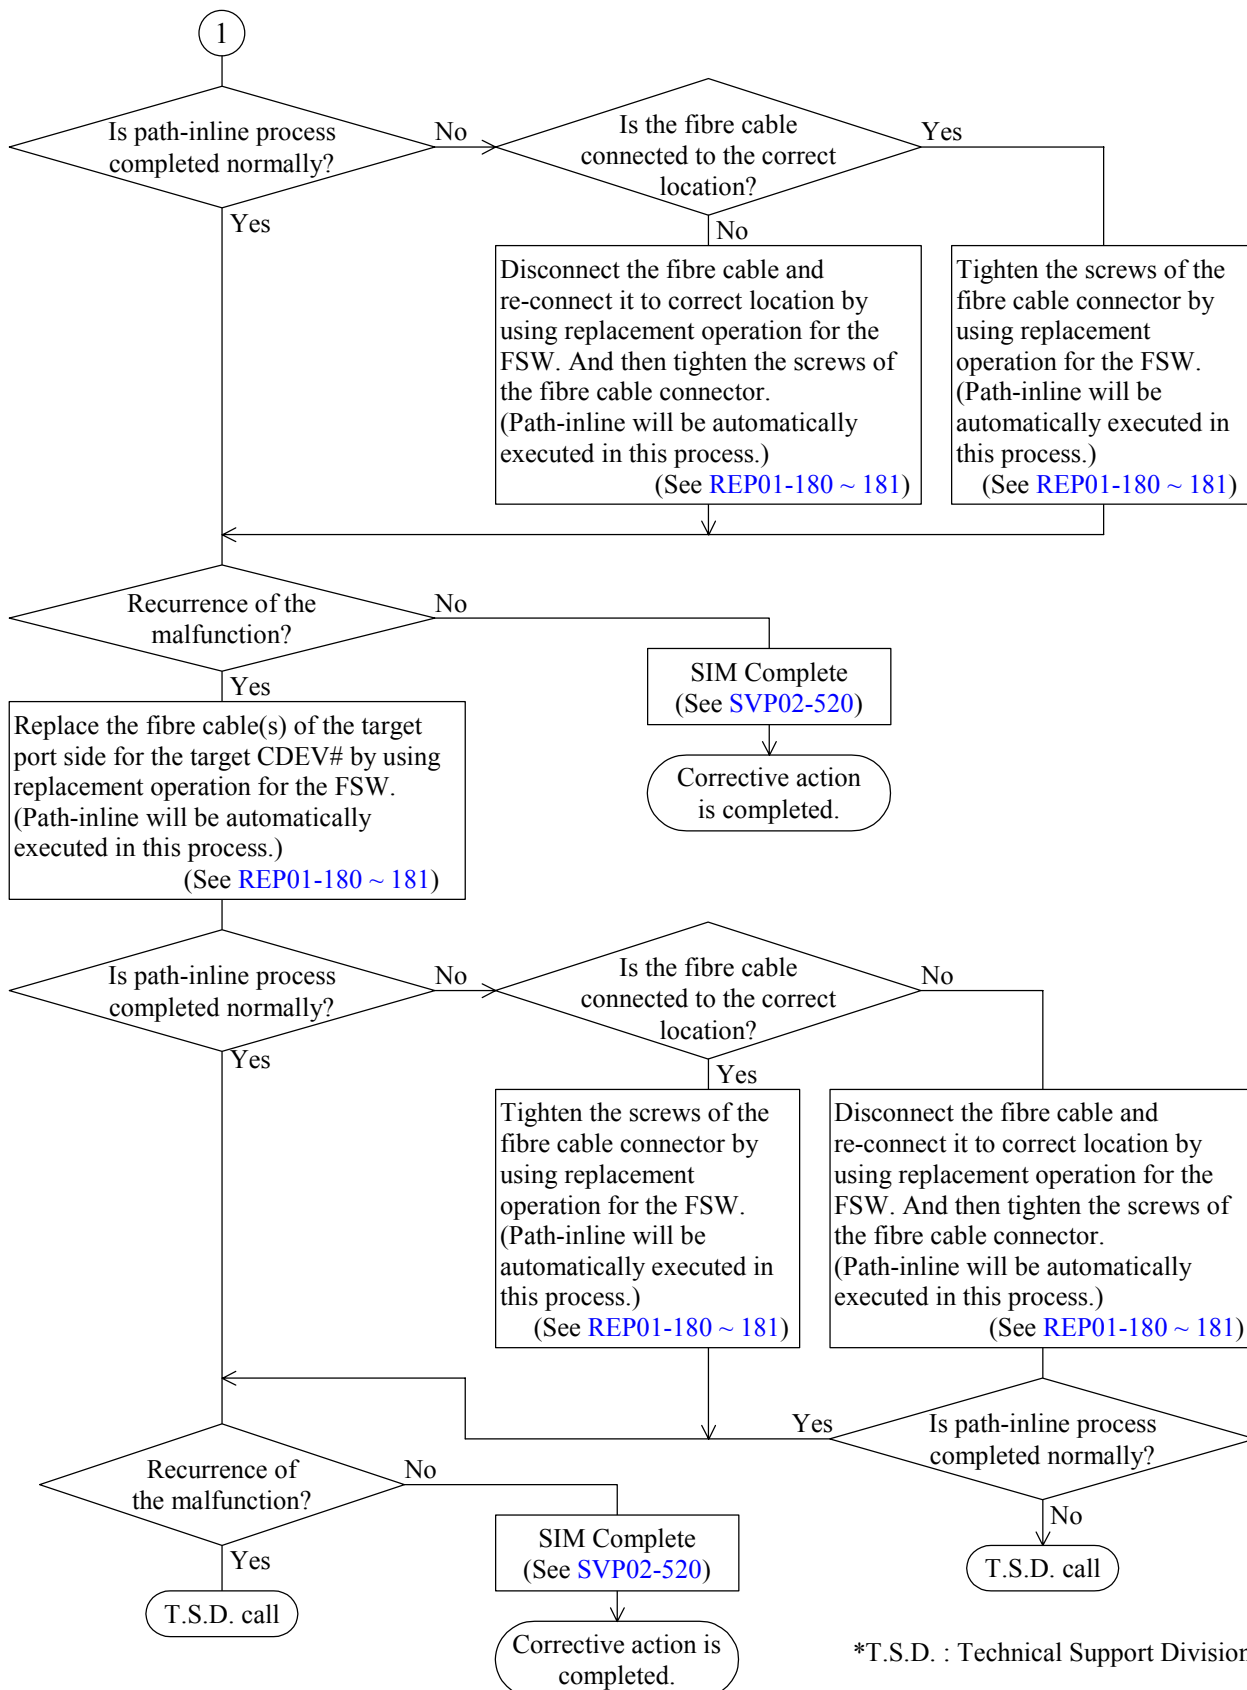 1
Is path-inline process
completed normally?
No
Is the fibre cable
connected to the correct
location?
Yes
Yes
No
Disconnect the fibre cable and
re-connect it to correct location by
using replacement operation for the
FSW. And then tighten the screws of
the fibre cable connector.
(Path-inline will be automatically
executed in this process.)
(See REP01-180 ~ 181)
Tighten the screws of the
fibre cable connector by
using replacement
operation for the FSW.
(Path-inline will be
automatically executed in
this process.)
(See REP01-180 ~ 181)
Recurrence of the
malfunction?
No
Yes
SIM Complete
(See SVP02-520)
Corrective action
is completed.
Replace the fibre cable(s) of the target
port side for the target CDEV# by using
replacement operation for the FSW.
(Path-inline will be automatically
executed in this process.)
(See REP01-180 ~ 181)
Is path-inline process
completed normally?
No
Is the fibre cable
connected to the correct
location?
No
Yes
Yes
Tighten the screws of the
fibre cable connector by
using replacement
operation for the FSW.
(Path-inline will be
automatically executed in
this process.)
(See REP01-180 ~ 181)
Disconnect the fibre cable and
re-connect it to correct location by
using replacement operation for the
FSW. And then tighten the screws of
the fibre cable connector.
(Path-inline will be automatically
executed in this process.)
(See REP01-180 ~ 181)
Yes
Is path-inline process
completed normally?
No
T.S.D. call
Recurrence of
the malfunction?
No
Yes
T.S.D. call
SIM Complete
(See SVP02-520)
Corrective action is
completed.
*T.S.D. : Technical Support Division